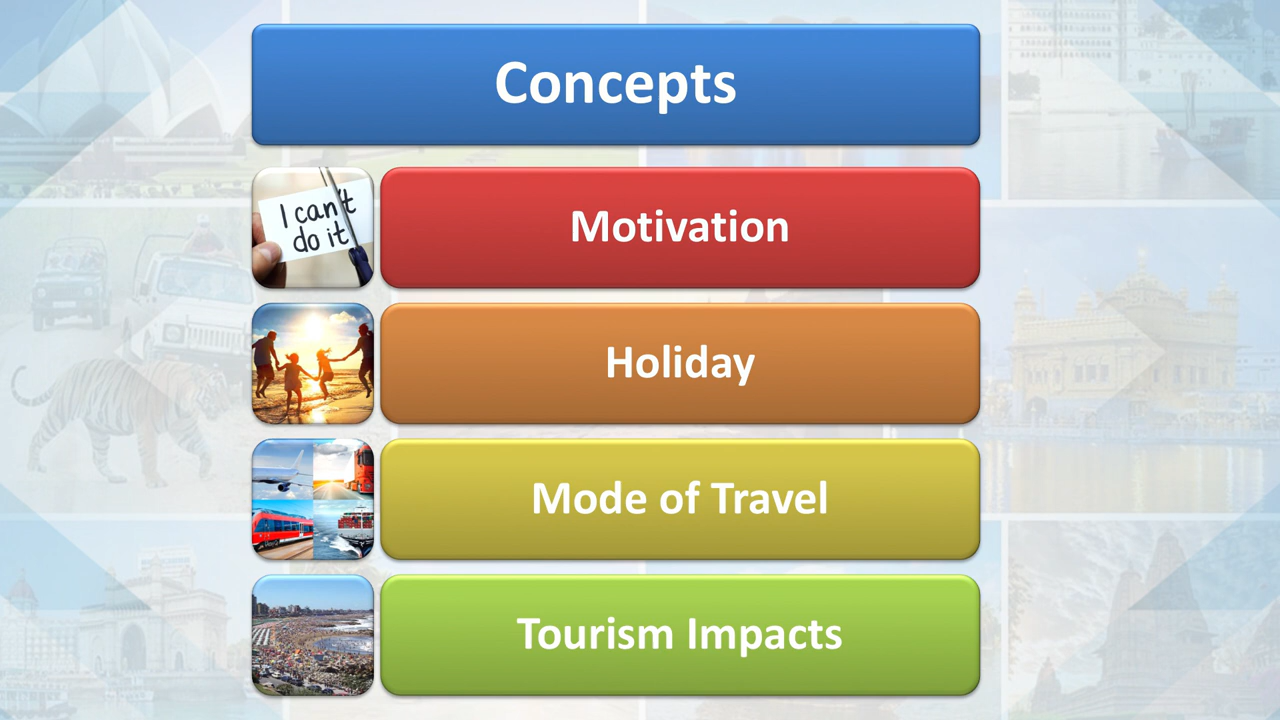 Concepts
I can't
do it
Motivation
Holiday
Mode of Travel
Tourism Impacts